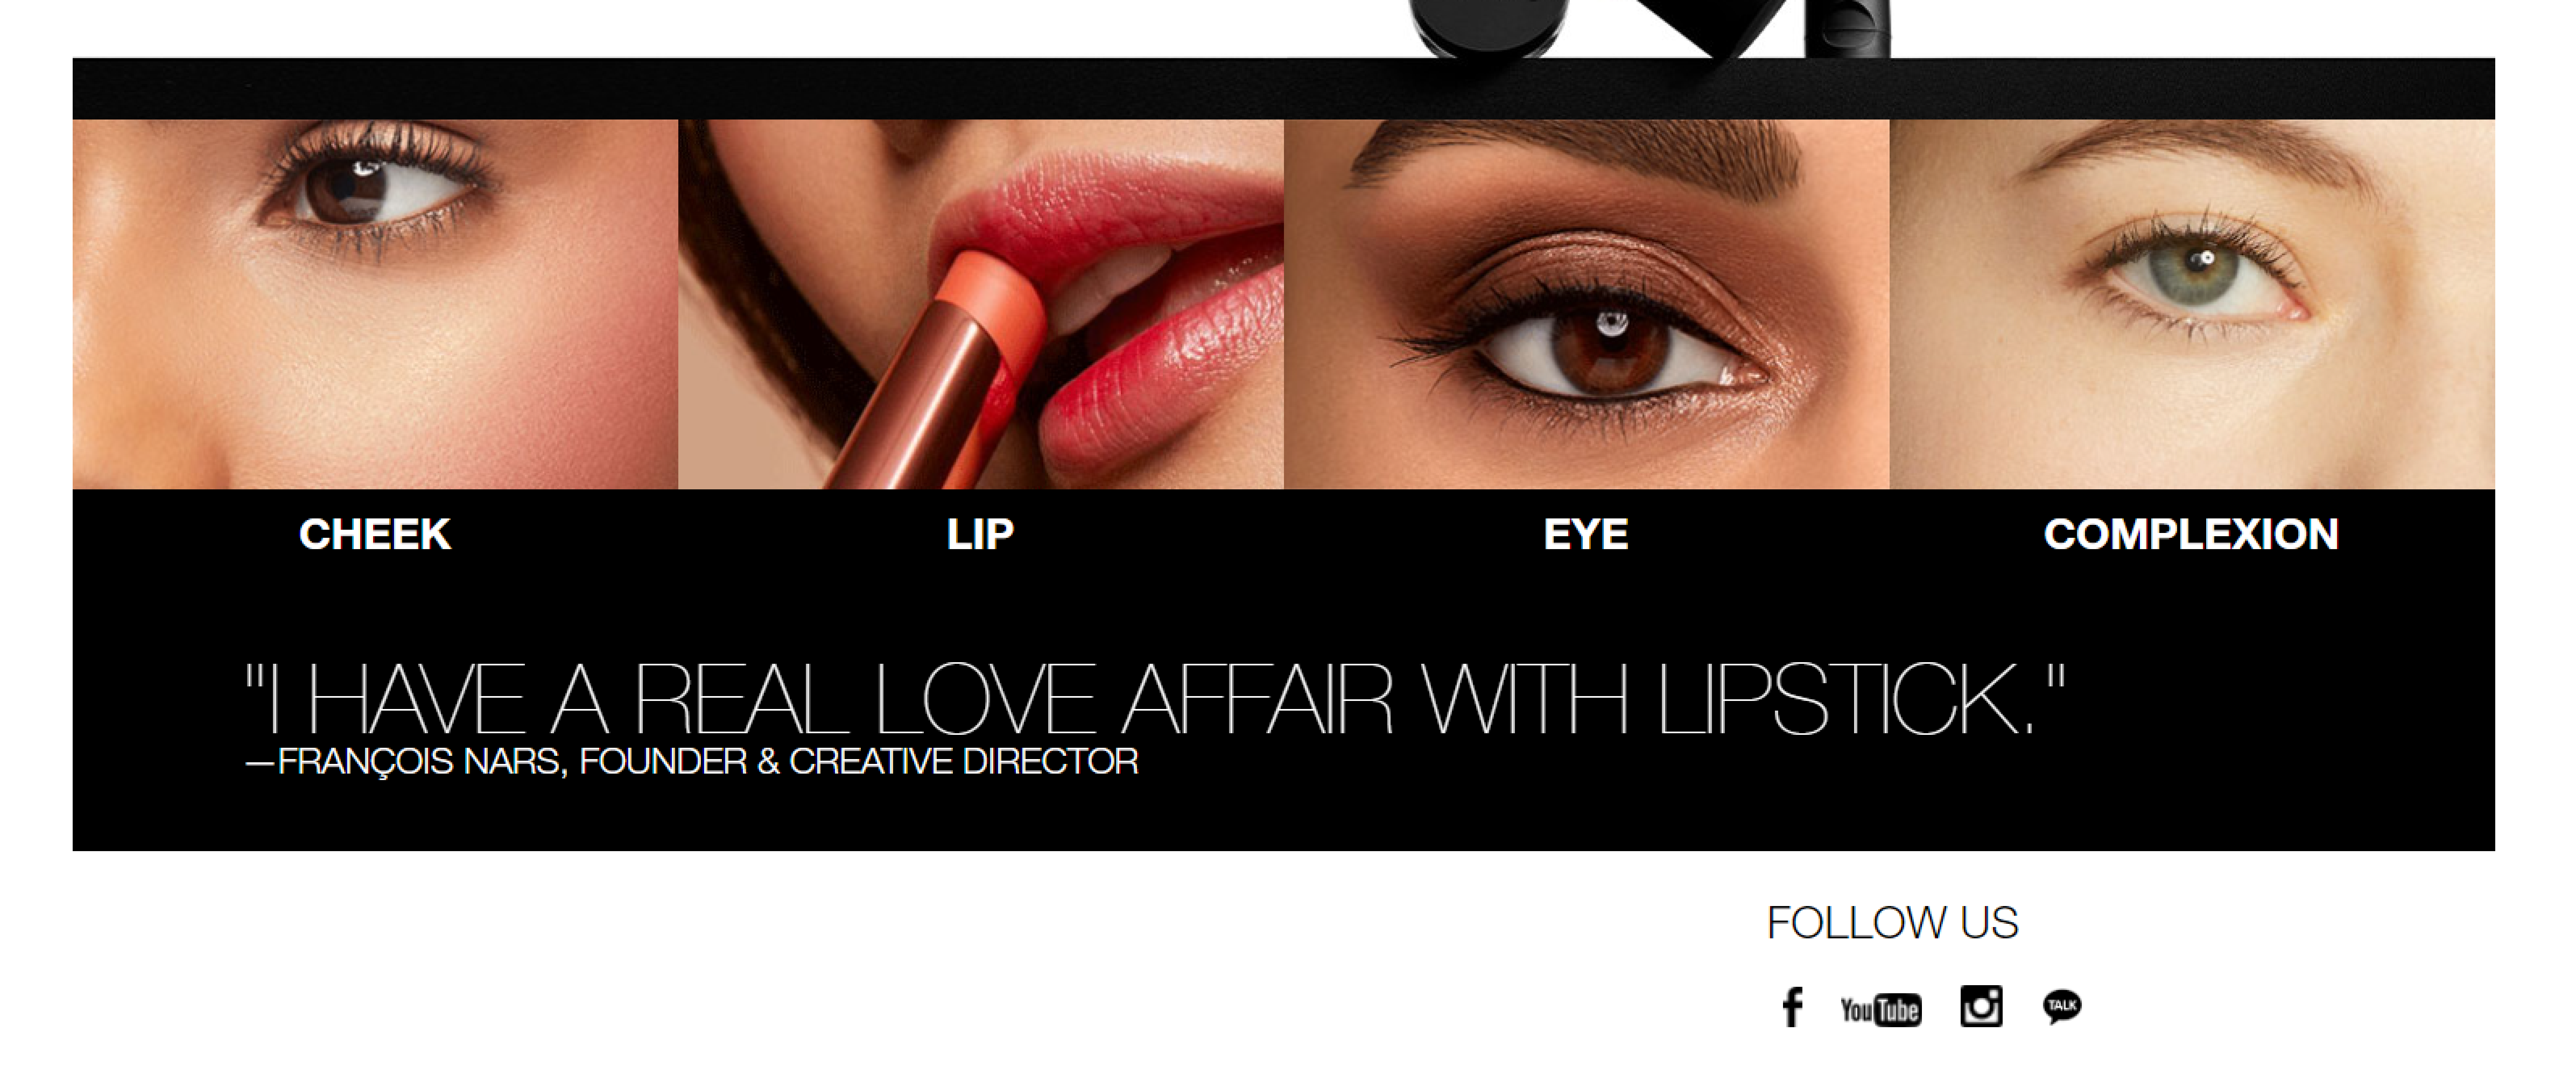 CHEEK
LIP
EYE
COMPLEXION
"I HAVE A REAL LOVE AFFAIR WITH LIPSTICK."
—FRANÇOIS NARS, FOUNDER & CREATIVE DIRECTOR
FOLLOW US
f YouTube TALK